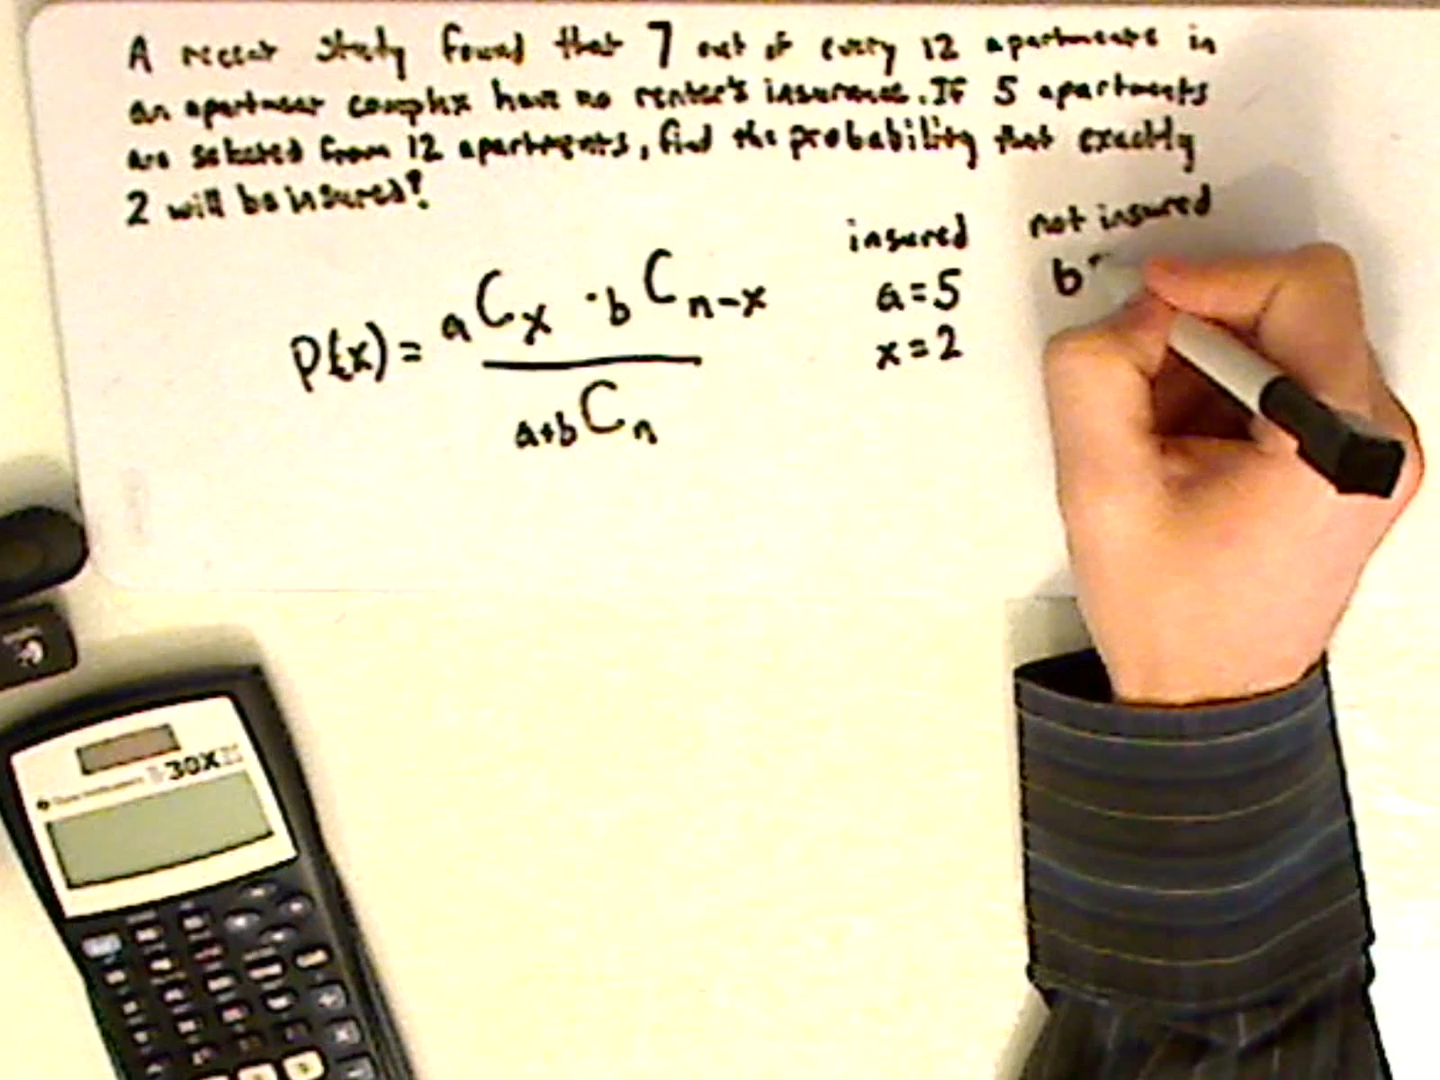 A recent study found that 7 out of every 12 apartments in
an apartment complex have no renter's insurance. If 5 apartments
are selected from 12 apartments, find the probability that exactly
2 will be insured?
insured not insured
P(x) = aCx · bCn-x
a+bCn
a = 5
x = 2
b
30X